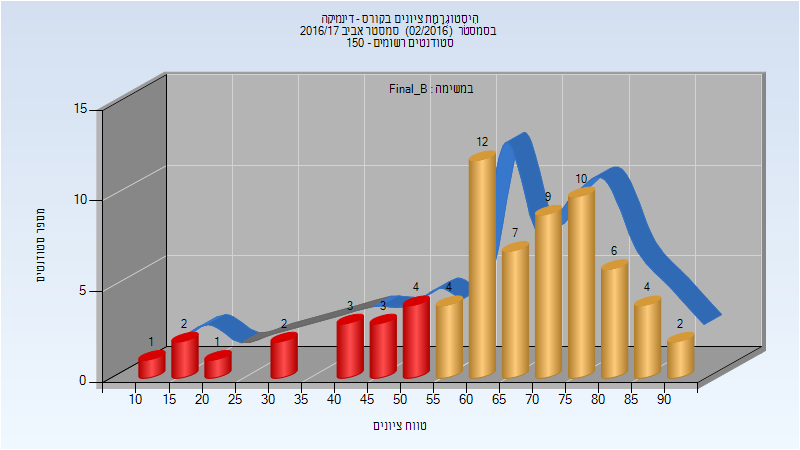 היסטוגרמת ציונים בקורס - דינמיקה
בסמסטר (02/2016) סמסטר אביב 2016/17
סטודנטים רשומים - 150
במשימה : Final_B
מספר סטודנטים
15
10
5
0
1
2
1
2
3
3
4
4
12
7
9
10
6
4
2
10 15 20 25 30 35 40 45 50 55 60 65 70 75 80 85 90
טווח ציונים